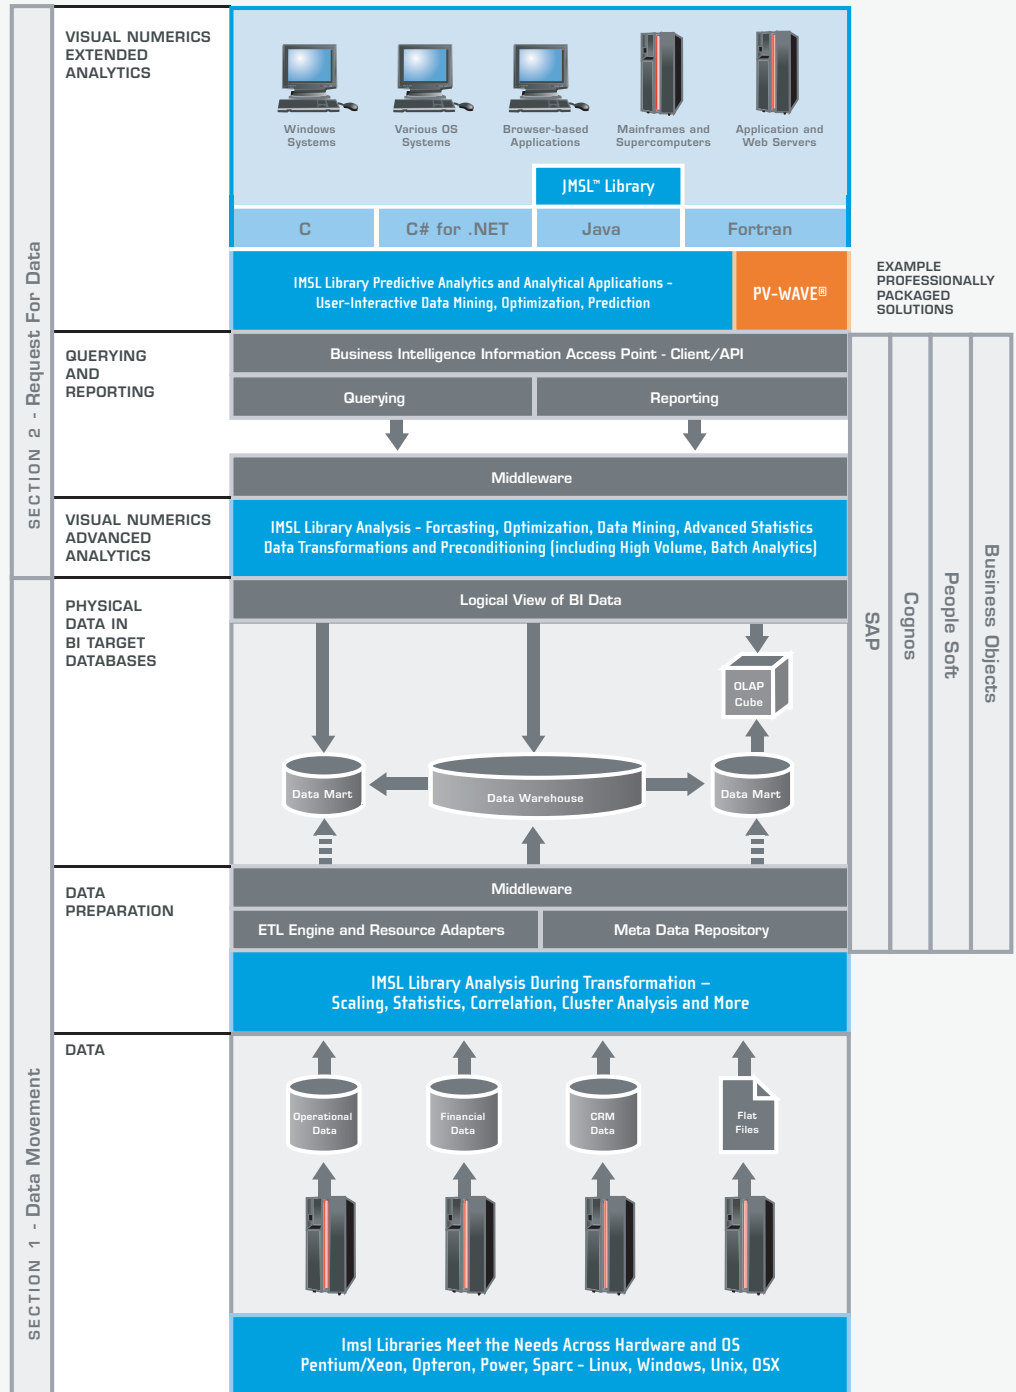 VISUAL NUMERICS
EXTENDED
ANALYTICS
Windows
Systems
Various OS
Systems
Browser-based
Applications
Mainframes and
Supercomputers
Application and
Web Servers
JMSL™ Library
C
C# for .NET
Java
Fortran
IMSL Library Predictive Analytics and Analytical Applications -
User-Interactive Data Mining, Optimization, Prediction
PV-WAVE®
EXAMPLE
PROFESSIONALLY
PACKAGED
SOLUTIONS
SECTION 2 - Request For Data
QUERYING
AND
REPORTING
Business Intelligence Information Access Point - Client/API
Querying
Reporting
Middleware
VISUAL NUMERICS
ADVANCED
ANALYTICS
IMSL Library Analysis - Forcasting, Optimization, Data Mining, Advanced Statistics
Data Transformations and Preconditioning (including High Volume, Batch Analytics)
PHYSICAL
DATA IN
BI TARGET
DATABASES
Logical View of BI Data
OLAP
Cube
Data Mart
Data Warehouse
Data Mart
SAP
Cognos
People Soft
Business Objects
DATA
PREPARATION
Middleware
ETL Engine and Resource Adapters
Meta Data Repository
IMSL Library Analysis During Transformation –
Scaling, Statistics, Correlation, Cluster Analysis and More
SECTION 1 - Data Movement
DATA
Operational
Data
Financial
Data
CRM
Data
Flat
Files
Imsl Libraries Meet the Needs Across Hardware and OS
Pentium/Xeon, Opteron, Power, Sparc - Linux, Windows, Unix, OSX